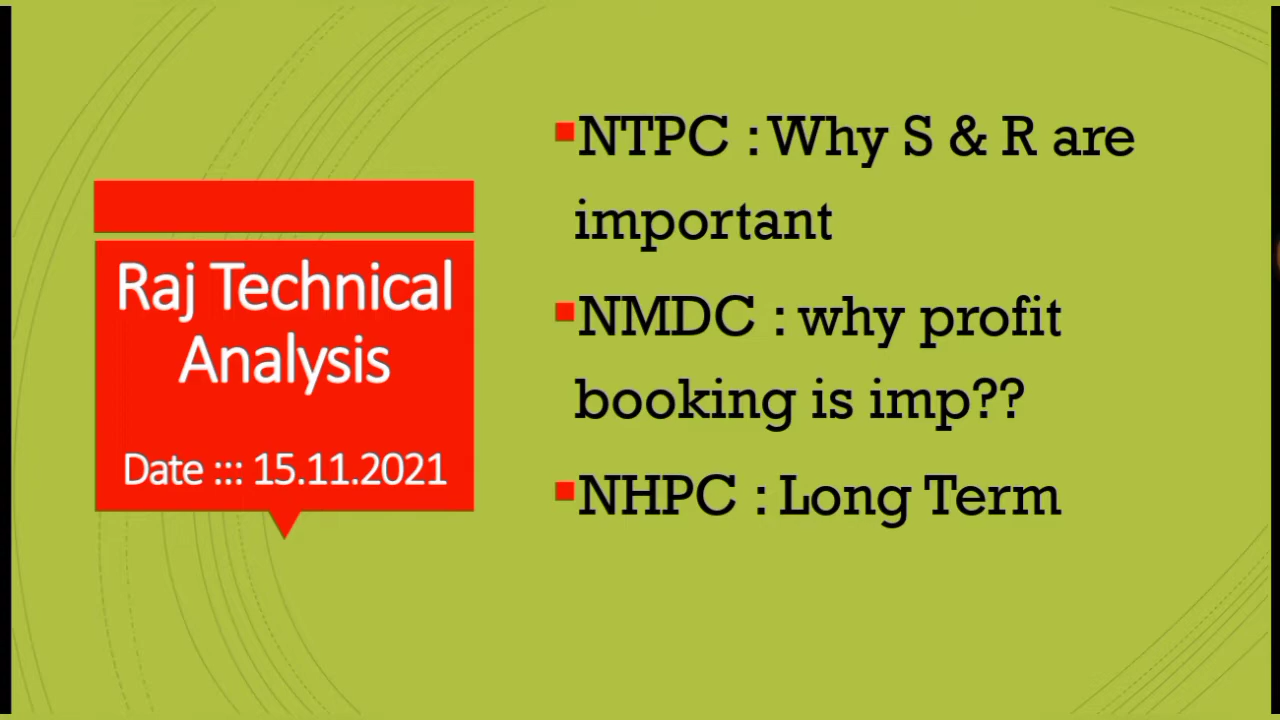 Raj Technical
Analysis
Date ::: 15.11.2021
NTPC : Why S & R are
important
NMDC : why profit
booking is imp??
NHPC : Long Term